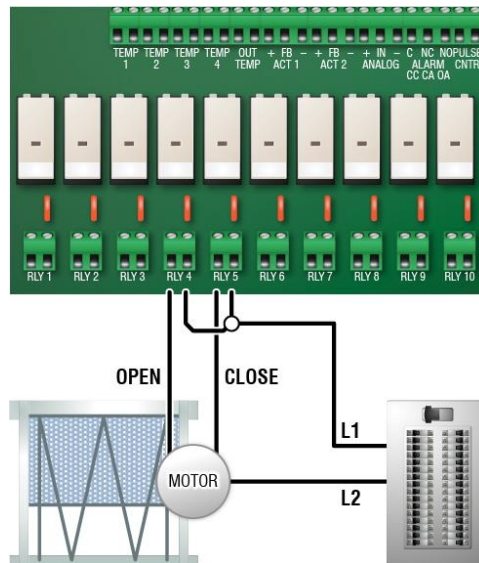 TEMP TEMP TEMP TEMP OUT + FB - + FB - + IN - C NC NO PULSE
1 2 3 4 TEMP ACT 1 ACT 2 ANALOG ALARM CNTR
CC CA OA
RLY 1 RLY 2 RLY 3 RLY 4 RLY 5 RLY 6 RLY 7 RLY 8 RLY 9 RLY 10
OPEN CLOSE
L1
MOTOR
L2